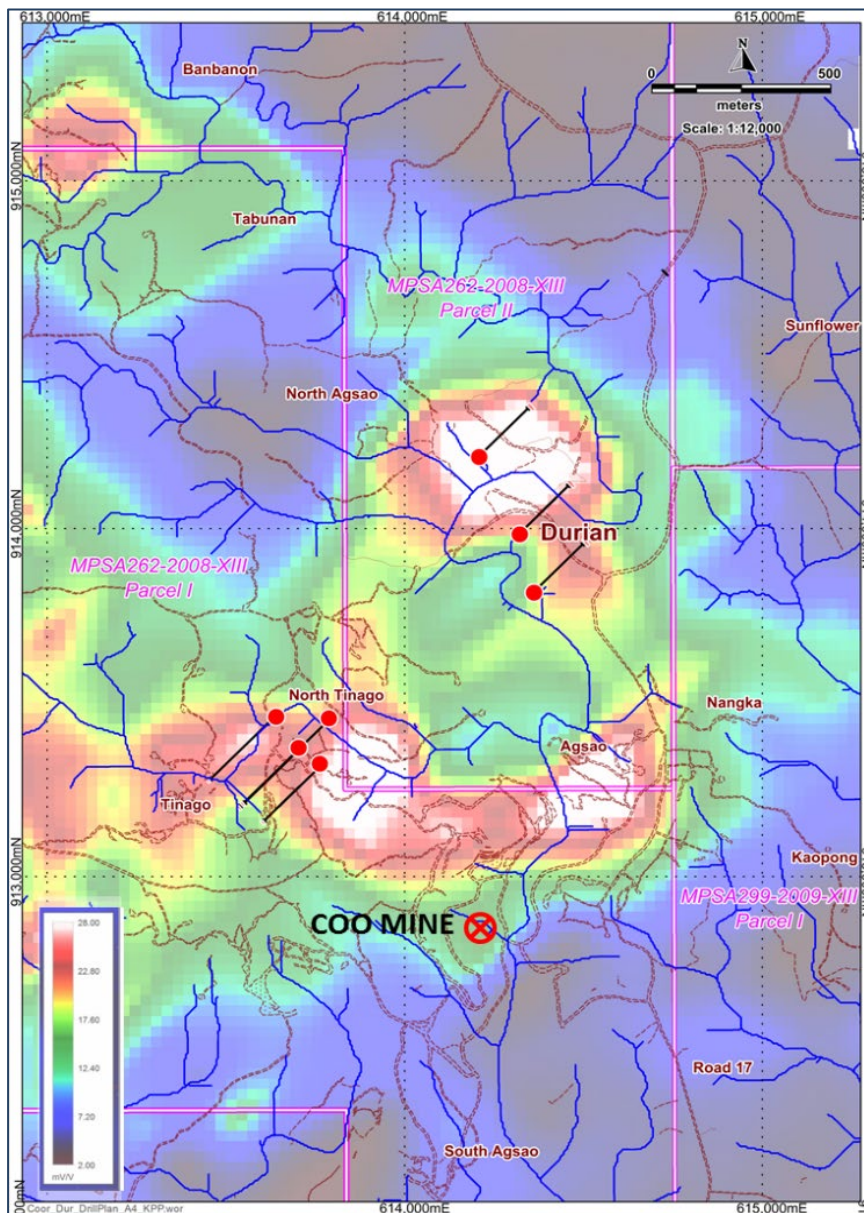 613,000mE
614,000mE
615,000mE
Banbanon
N
0 500
meters
Scale: 1:12,000
915,000mN
Tabunan
MPSA262-2008-XIII
Parcel II
Sunflower
North Agsao
914,000mN
Durian
MPSA262-2008-XIII
Parcel I
North Tinago
Nangka
Agsao
Tinago
913,000mN
Kaopong
MPSA299-2009-XIII
Parcel I
COO MINE
28.00
22.80
17.60
12.40
7.20
2.00
mV/V
Road 17
South Agsao
614,000mE
615,000mE
Coor_Dur_DrillPlan_A4_KPP.wor